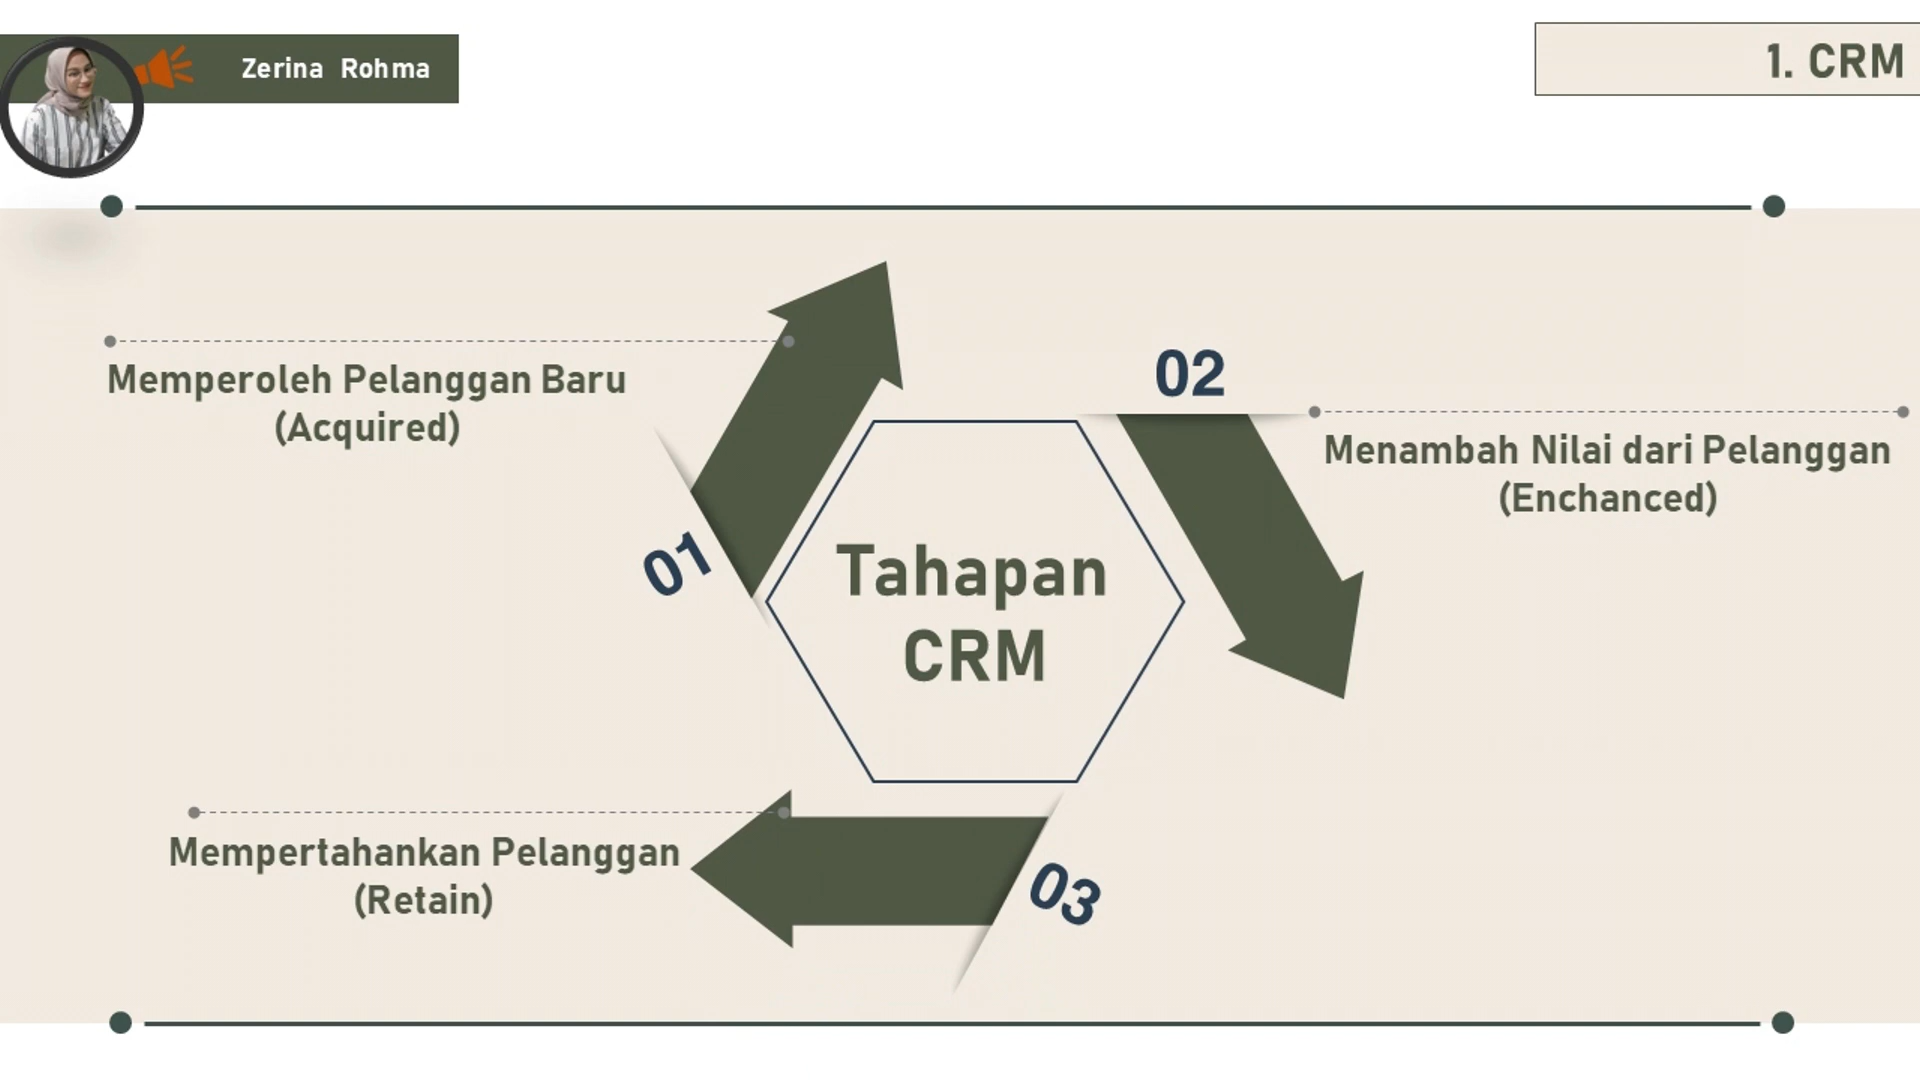 Zerina Rohma
1. CRM
Memperoleh Pelanggan Baru
(Acquired)
01
02
Menambah Nilai dari Pelanggan
(Enchanced)
Tahapan
CRM
Mempertahankan Pelanggan
(Retain)
03